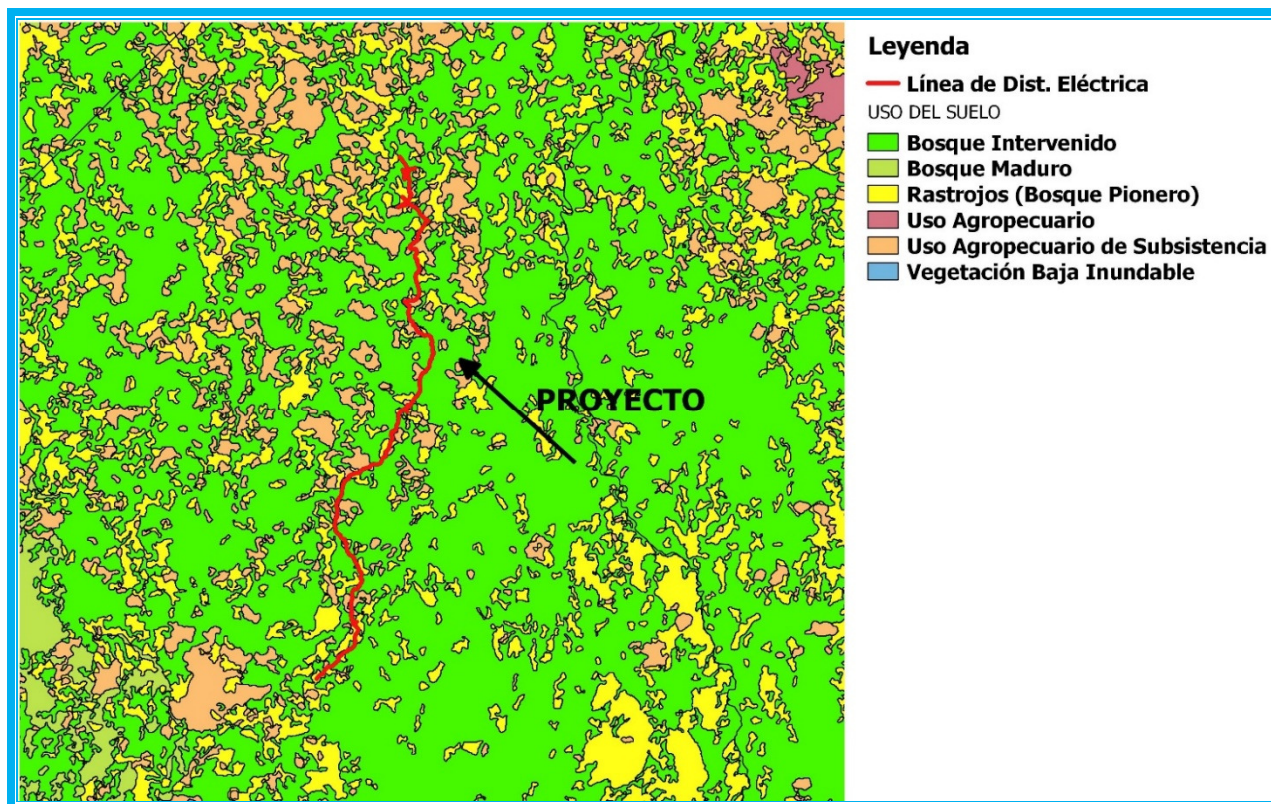 Leyenda
Línea de Dist. Eléctrica
USO DEL SUELO
Bosque Intervenido
Bosque Maduro
Rastrojos (Bosque Pionero)
Uso Agropecuario
Uso Agropecuario de Subsistencia
Vegetación Baja Inundable
PROYECTO